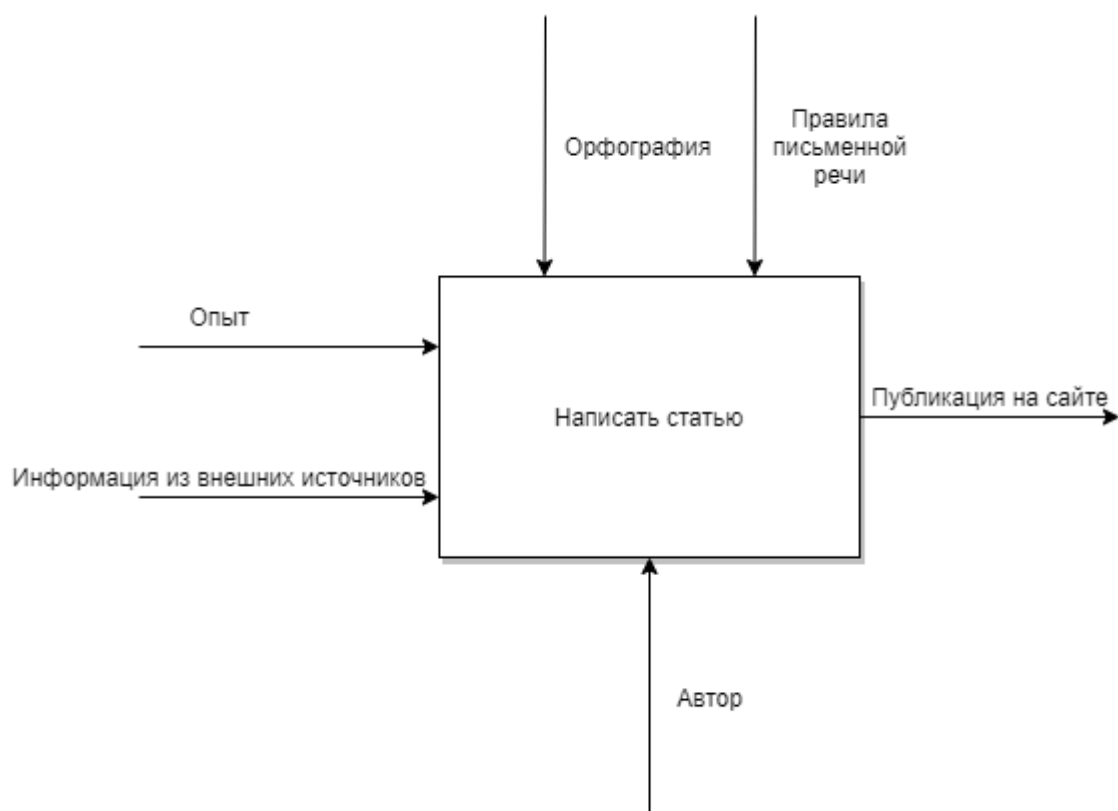 Орфография
Правила
письменной
речи
Опыт
Написать статью
Публикация на сайте
Информация из внешних источников
Автор